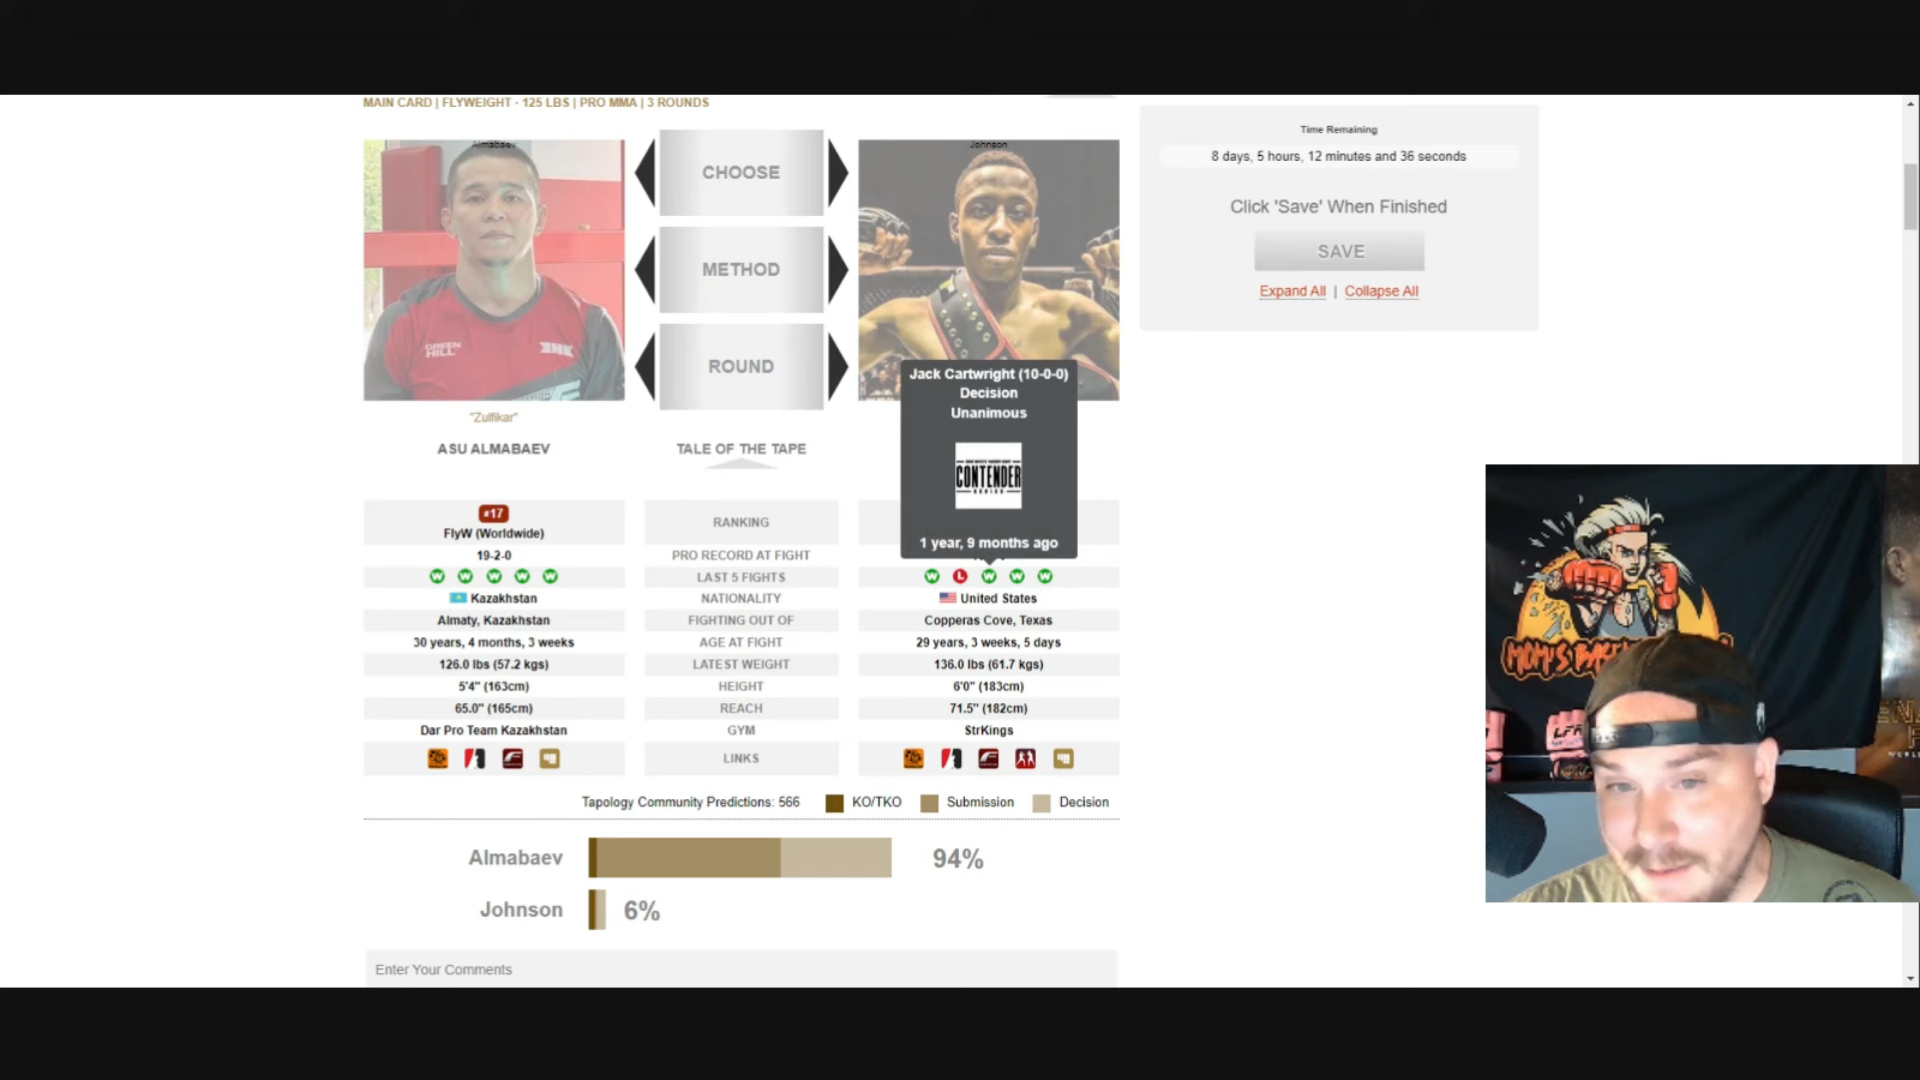 MAIN CARD | FLYWEIGHT · 125 LBS | PRO MMA | 3 ROUNDS
Almabaev
CHOOSE
Johnson
METHOD
ROUND
GREEN HILL
"Zulfikar"
ASU ALMABAEV
TALE OF THE TAPE
Jack Cartwright (10-0-0)
Decision
Unanimous
CONTENDER
SERIES
1 year, 9 months ago
Time Remaining
8 days, 5 hours, 12 minutes and 36 seconds
Click 'Save' When Finished
SAVE
Expand All | Collapse All
#17
FlyW (Worldwide)
RANKING
19-2-0
PRO RECORD AT FIGHT
W W W W W
LAST 5 FIGHTS
W L W W W
Kazakhstan
NATIONALITY
United States
Almaty, Kazakhstan
FIGHTING OUT OF
Copperas Cove, Texas
30 years, 4 months, 3 weeks
AGE AT FIGHT
29 years, 3 weeks, 5 days
126.0 lbs (57.2 kgs)
LATEST WEIGHT
136.0 lbs (61.7 kgs)
5'4" (163cm)
HEIGHT
6'0" (183cm)
65.0" (165cm)
REACH
71.5" (182cm)
Dar Pro Team Kazakhstan
GYM
StrKings
LINKS
Tapology Community Predictions: 566
KO/TKO
Submission
Decision
Almabaev
94%
Johnson
6%
Enter Your Comments
MOM'S
LFA